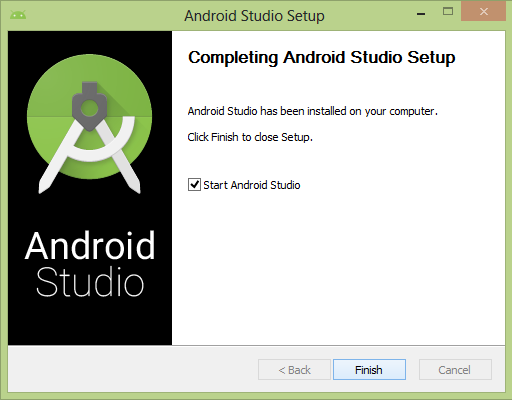 Android Studio Setup
Completing Android Studio Setup
Android Studio has been installed on your computer.
Click Finish to close Setup.
Start Android Studio
Android
Studio
< Back
Finish
Cancel